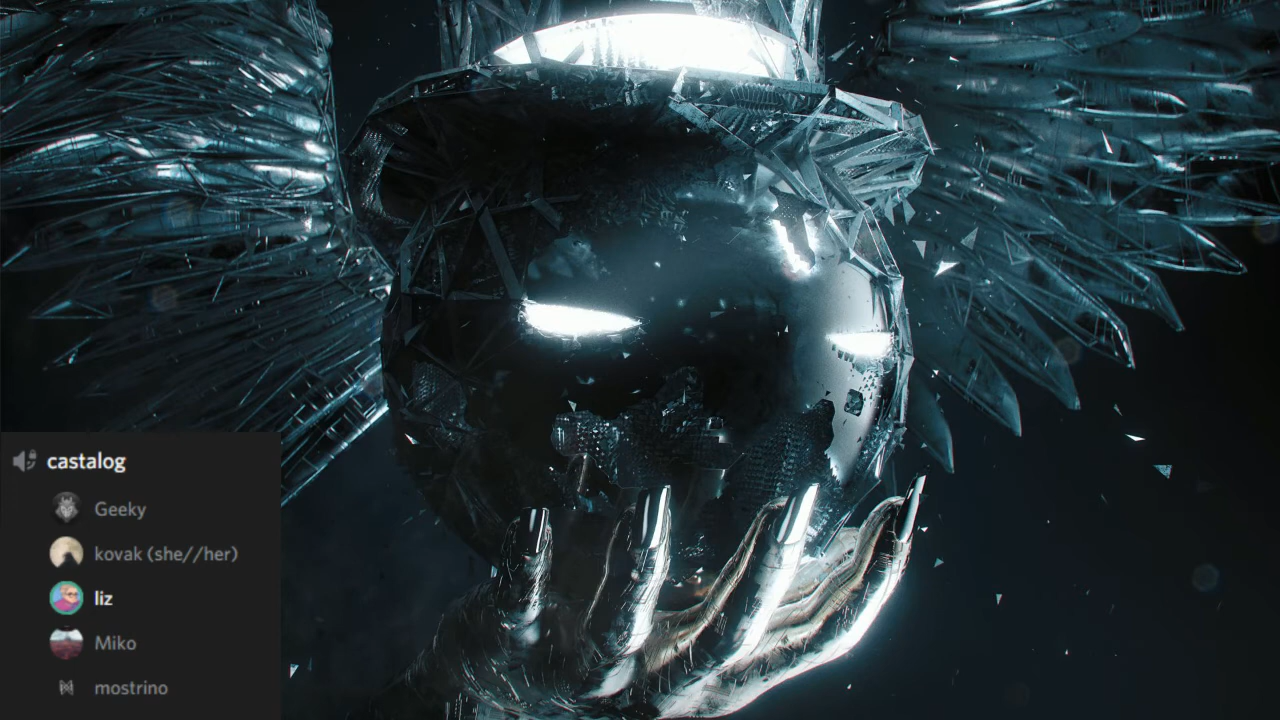 castalog
Geeky
kovak (she//her)
liz
Miko
mostrino